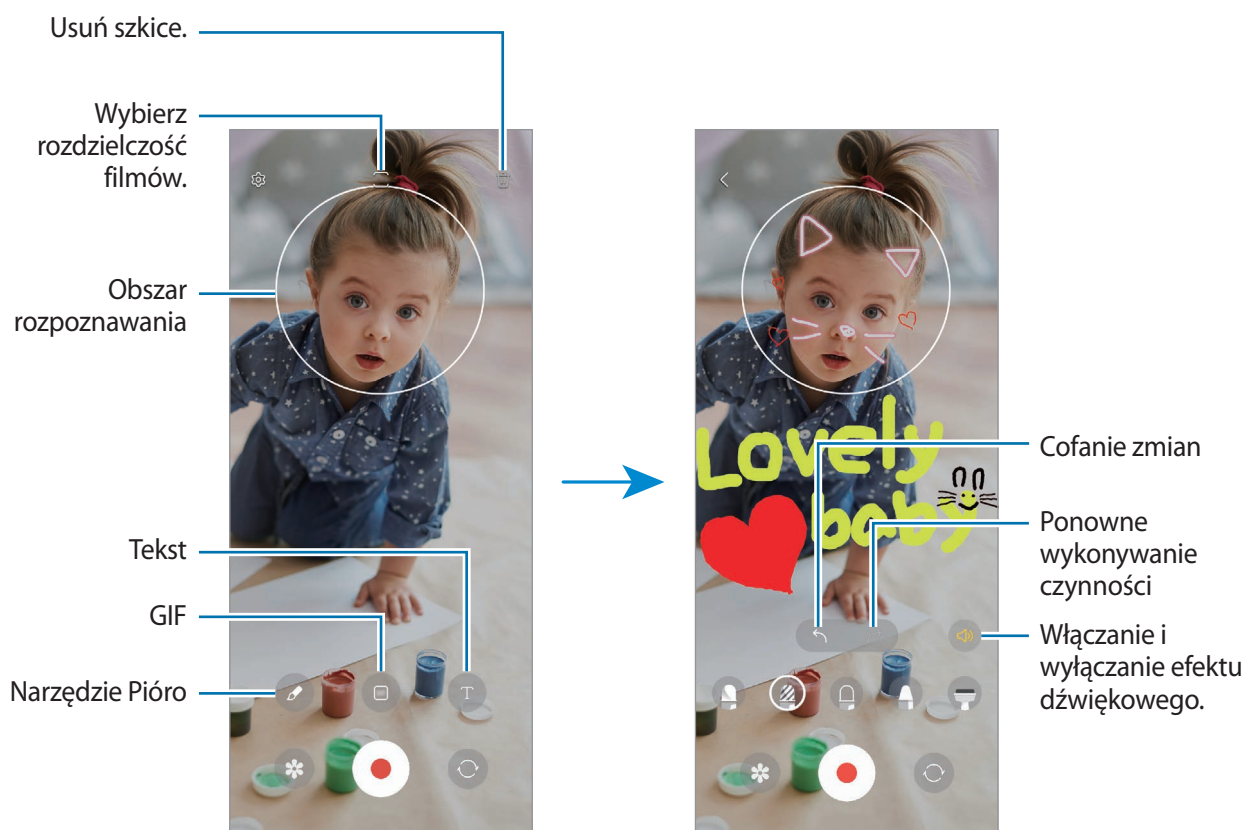 Usuń szkice.
Wybierz
rozdzielczość
filmów.
Obszar
rozpoznawania
Tekst
GIF
Narzędzie Pióro
T
Lovely
baby
Cofanie zmian
Ponowne
wykonywanie
czynności
Włączanie i
wyłączanie efektu
dźwiękowego.